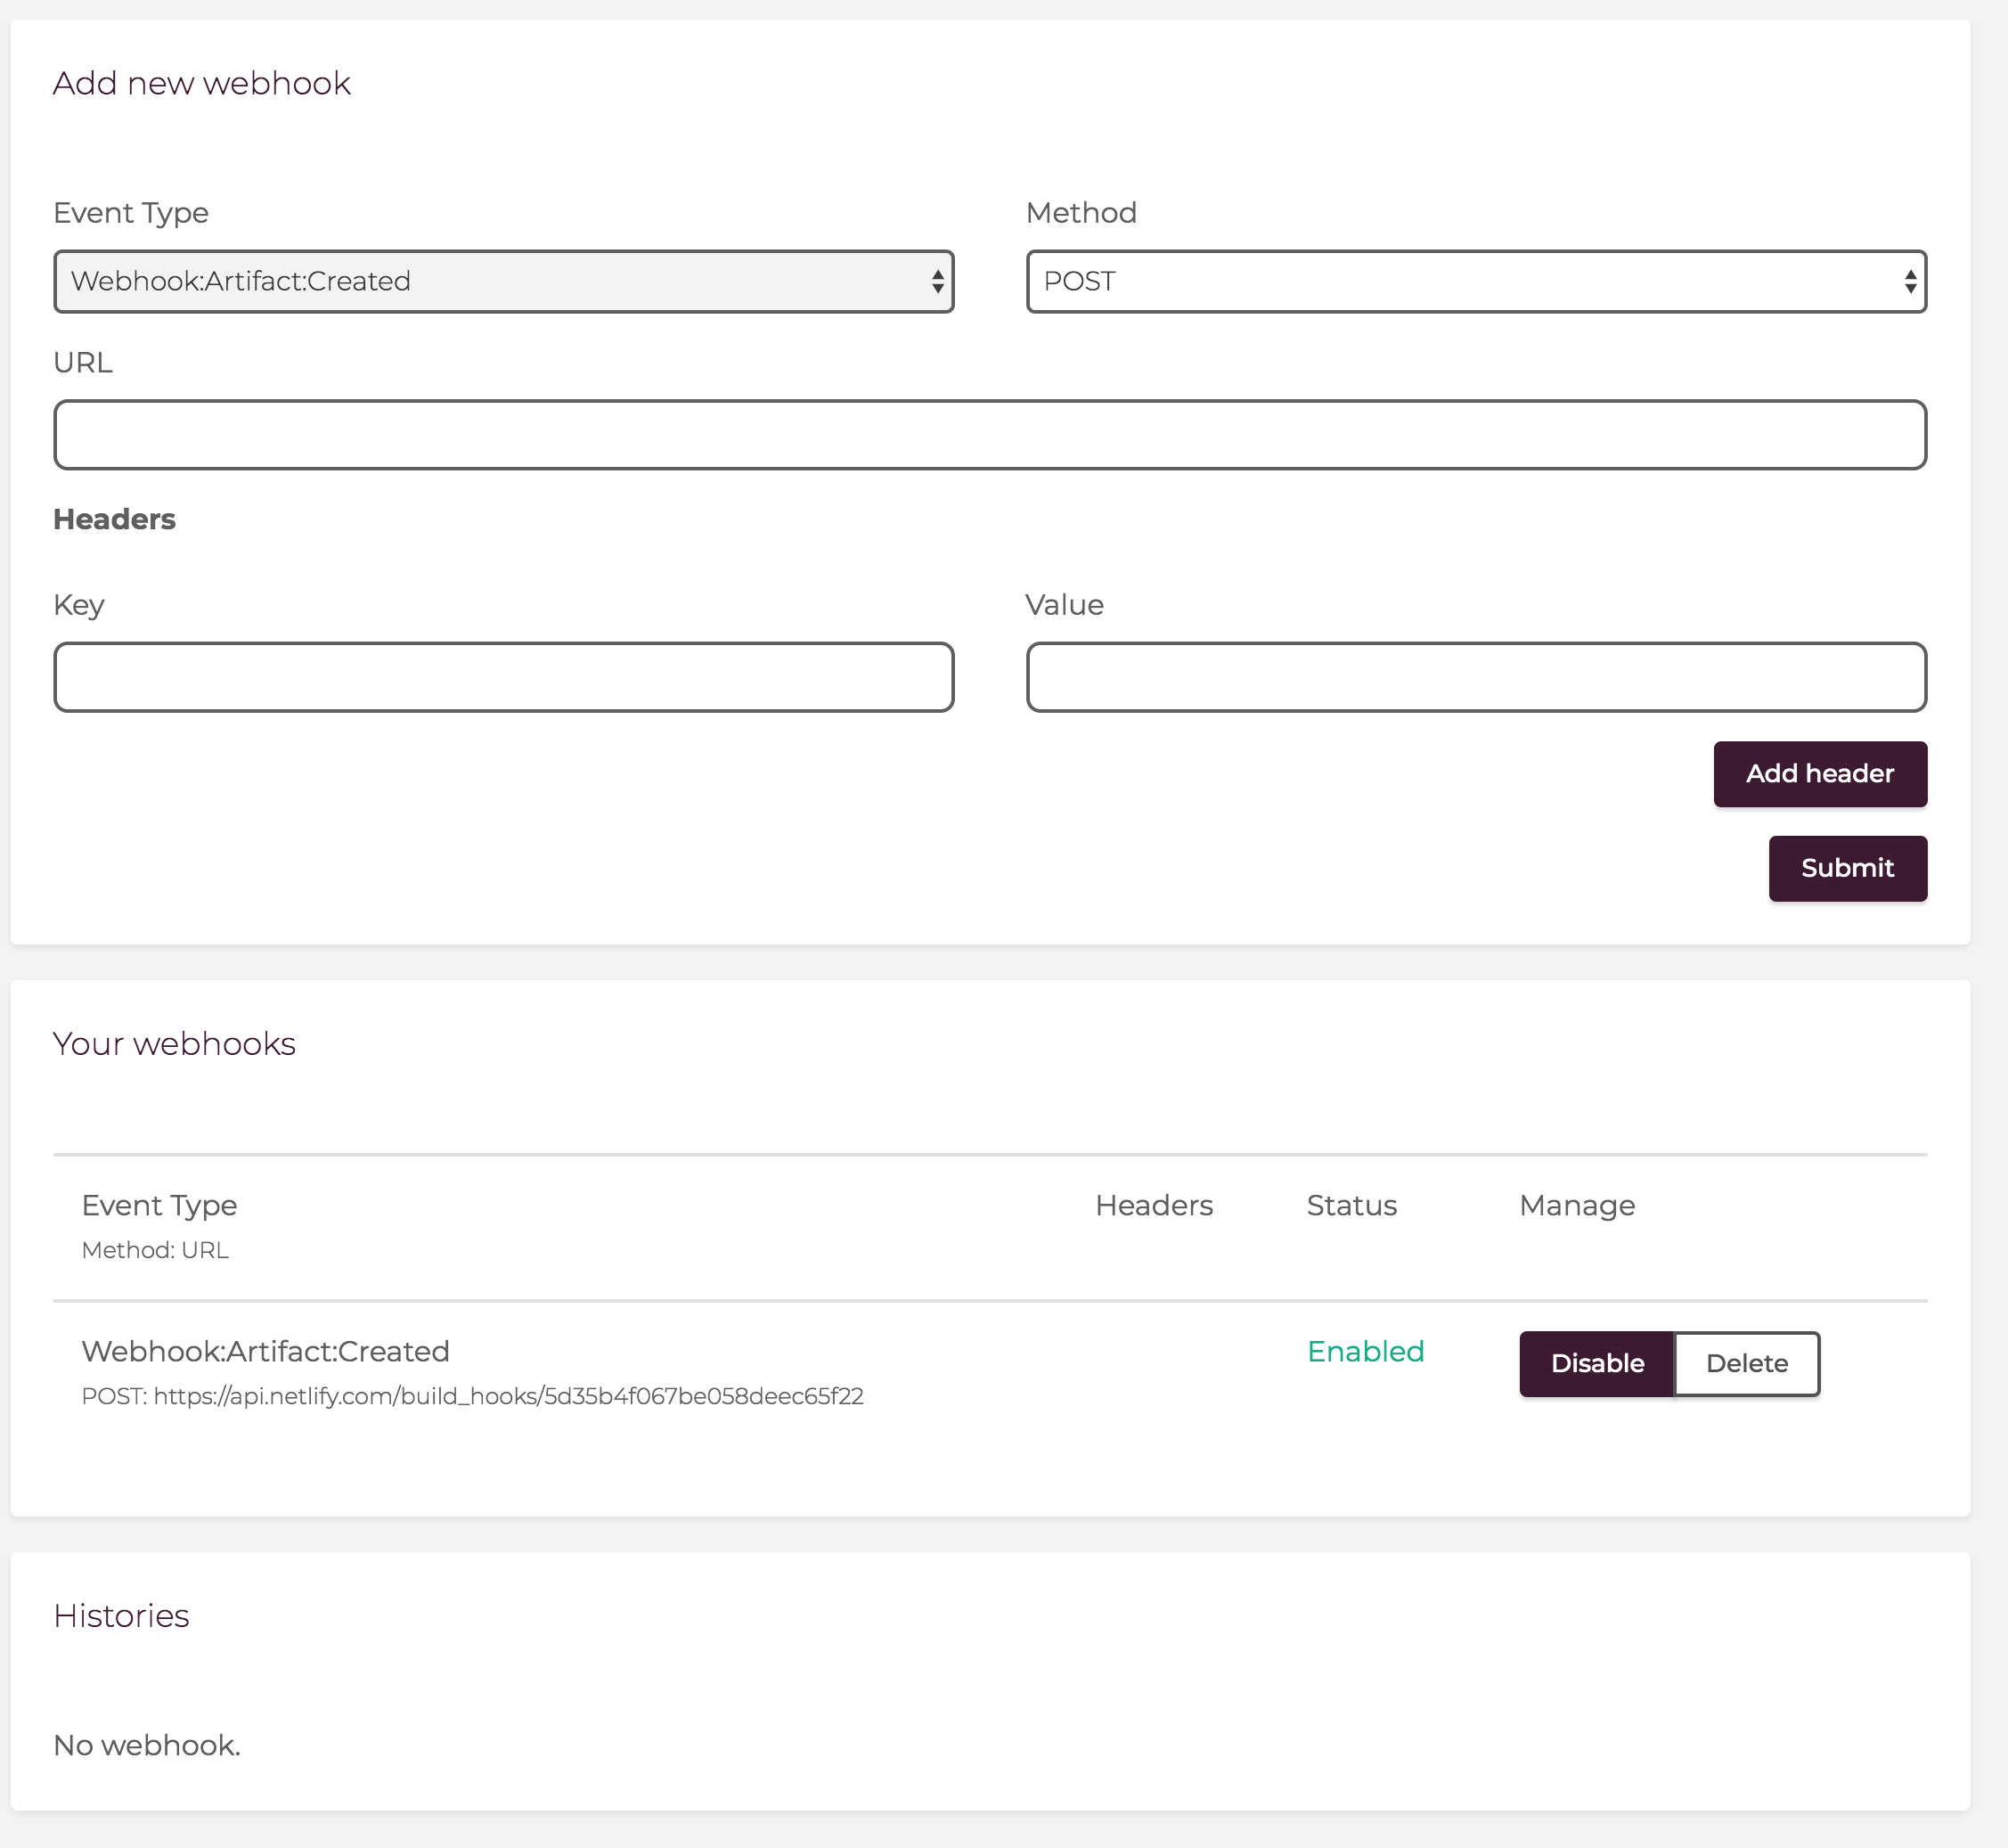 Add new webhook
Event Type
Method
Webhook:Artifact:Created
POST
URL
Headers
Key
Value
Add header
Submit
Your webhooks
Event Type
Headers
Status
Manage
Method: URL
Webhook:Artifact:Created
Enabled
Disable
Delete
POST: https://api.netlify.com/build_hooks/5d35b4f067be058deec65f22
Histories
No webhook.